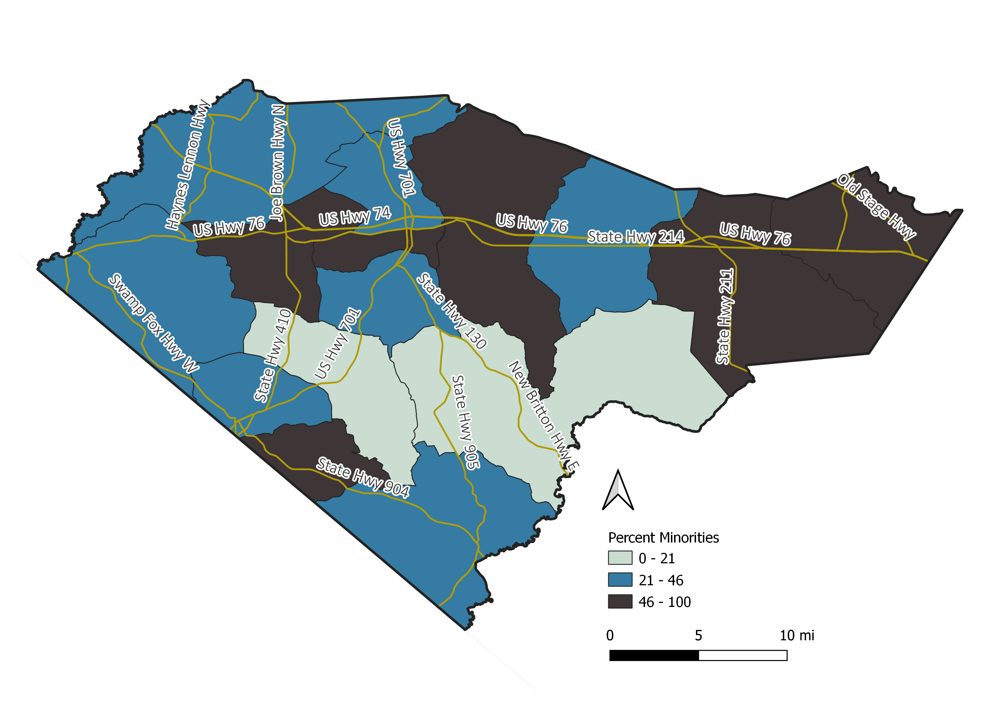 Haynes Lennon Hwy
Joe Brown Hwy N
US Hwy 701
Old Stage Hwy
US Hwy 76
US Hwy 74
US Hwy 76
State Hwy 214
US Hwy 76
Swamp Fox Hwy W
State Hwy 410
US Hwy 701
State Hwy 130
State Hwy 211
New Britton Hwy E
State Hwy 905
State Hwy 904
Percent Minorities
0 - 21
21 - 46
46 - 100
0 5 10 mi